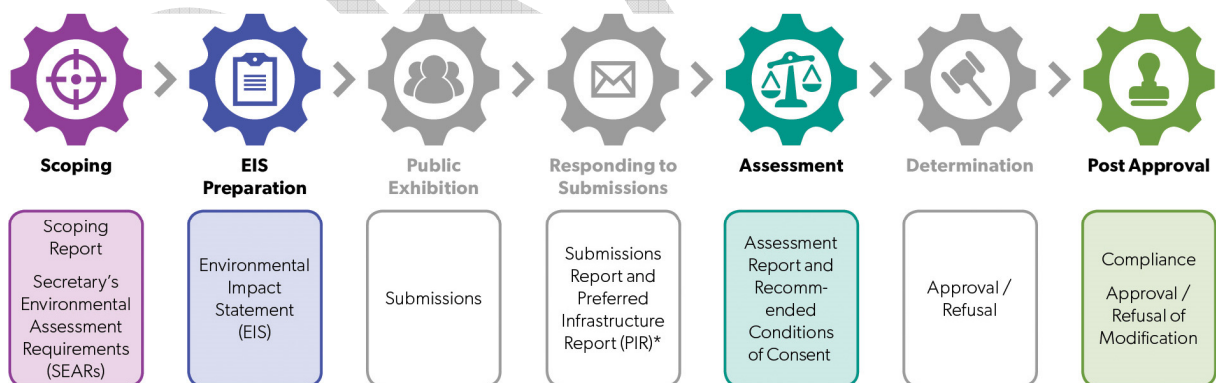 Scoping
EIS
Preparation
Public
Exhibition
Responding to
Submissions
Assessment
Determination
Post Approval
Scoping
Report
Secretary's
Environmental
Assessment
Requirements
(SEARs)
Environmental
Impact
Statement
(EIS)
Submissions
Submissions
Report and
Preferred
Infrastructure
Report (PIR)*
Assessment
Report and
Recomm-
ended
Conditions
of Consent
Approval /
Refusal
Compliance
Approval /
Refusal of
Modification